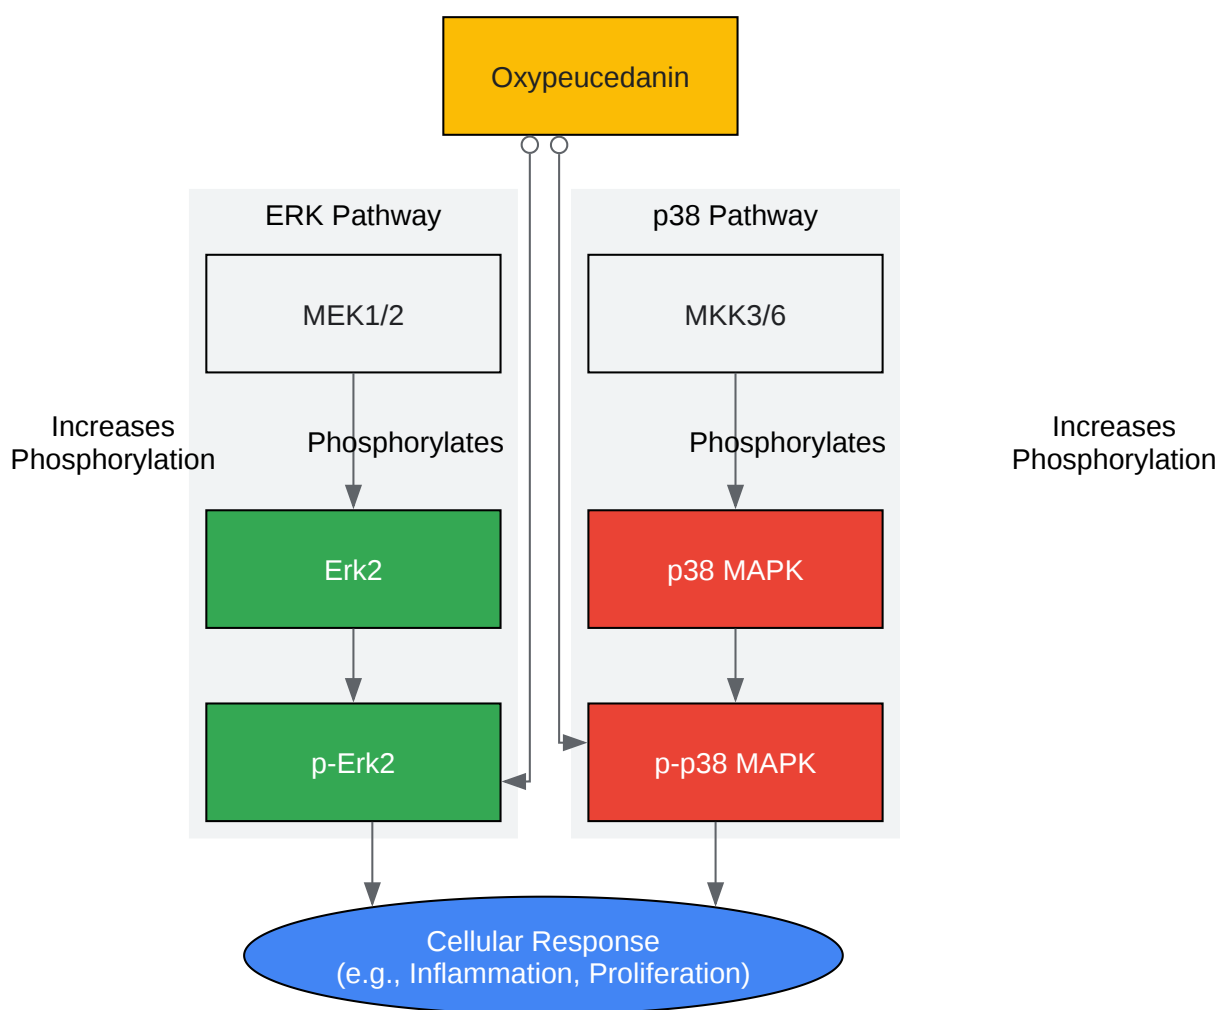 Oxypeucedanin
ERK Pathway
p38 Pathway
MEK1/2
MKK3/6
Increases
Phosphorylation
Phosphorylates
Phosphorylates
Increases
Phosphorylation
Erk2
p38 MAPK
p-Erk2
p-p38 MAPK
Cellular Response
(e.g., Inflammation, Proliferation)